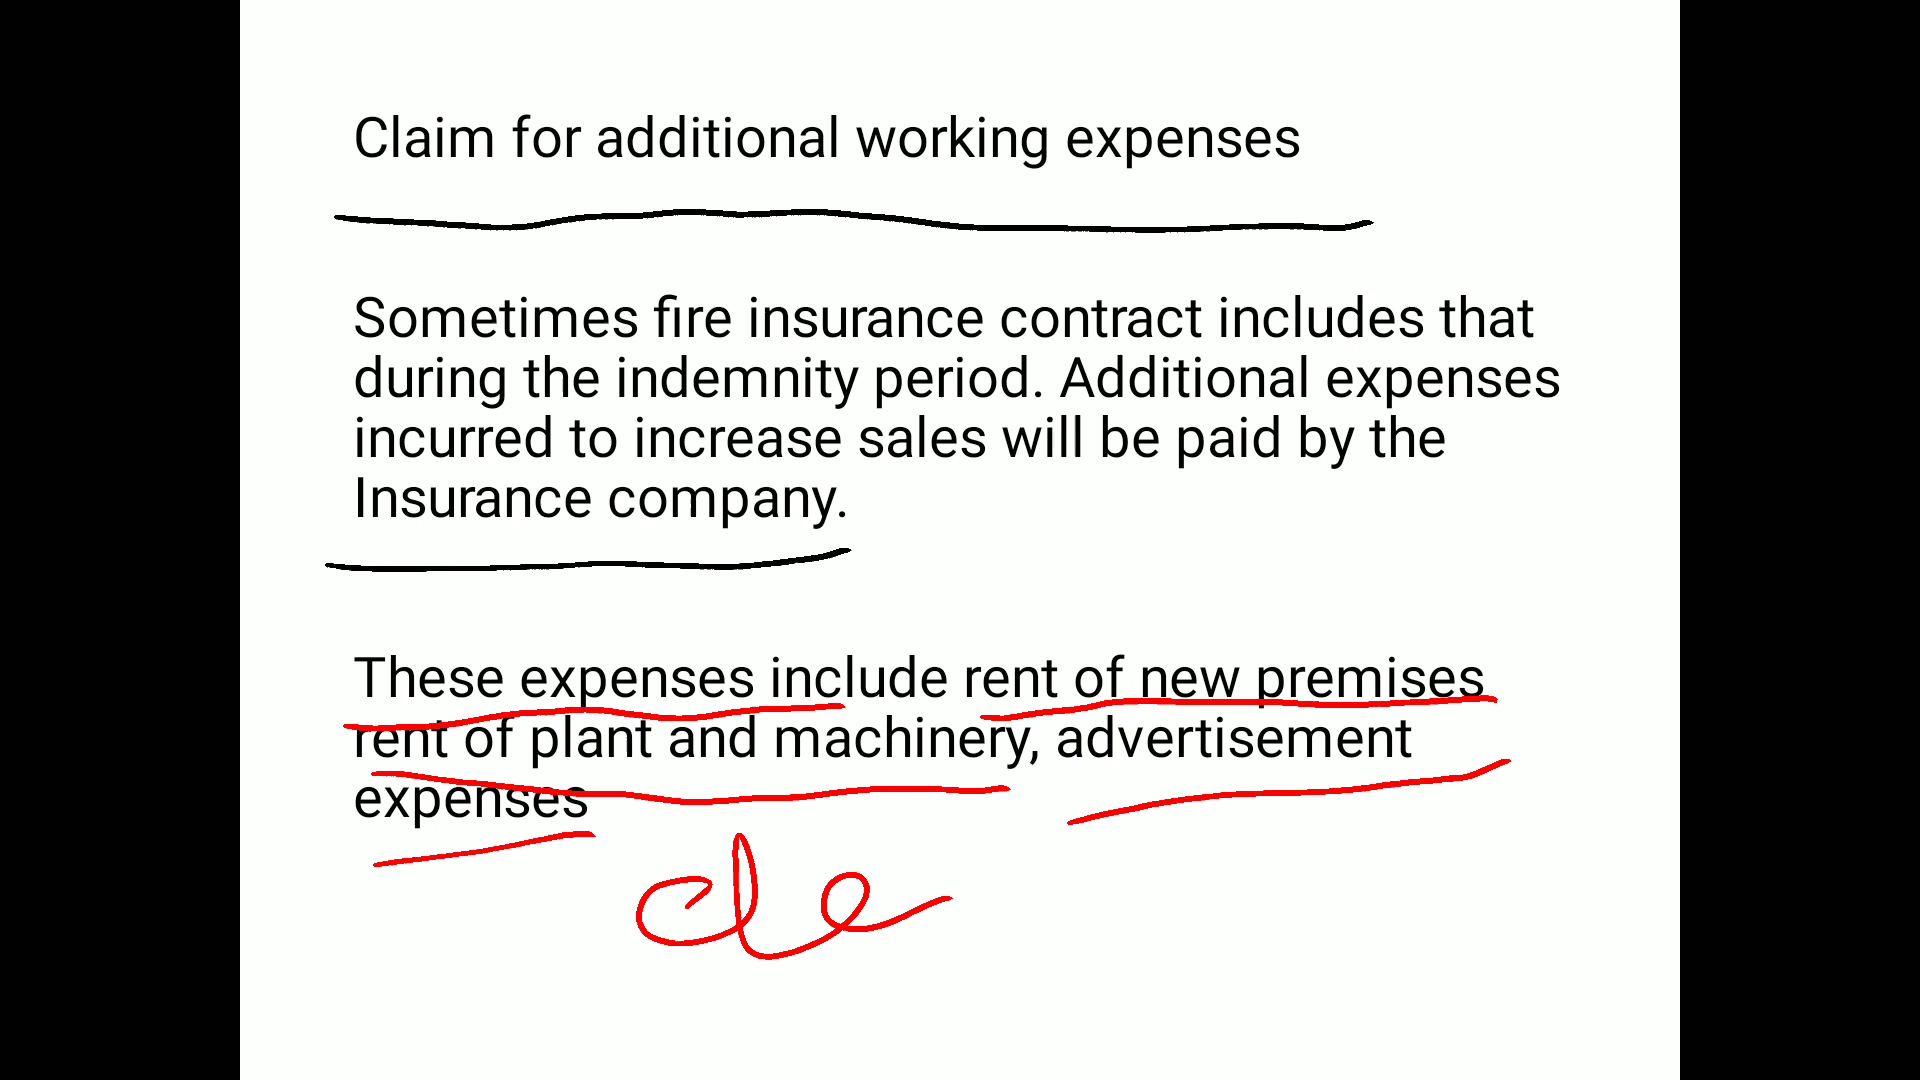 Claim for additional working expenses
Sometimes fire insurance contract includes that
during the indemnity period. Additional expenses
incurred to increase sales will be paid by the
Insurance company.
These expenses include rent of new premises
rent of plant and machinery, advertisement
expenses